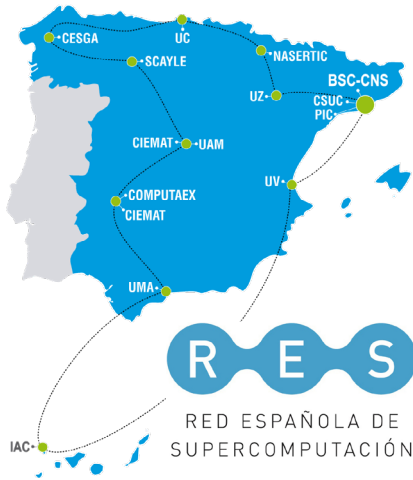 CESGA
UC
SCAYLE
NASERTIC
BSC-CNS
UZ
CSUC
PIC
CIEMAT UAM
UV
COMPUTAEX
CIEMAT
UMA
RES
RED ESPAÑOLA DE
SUPERCOMPUTACIÓN
IAC